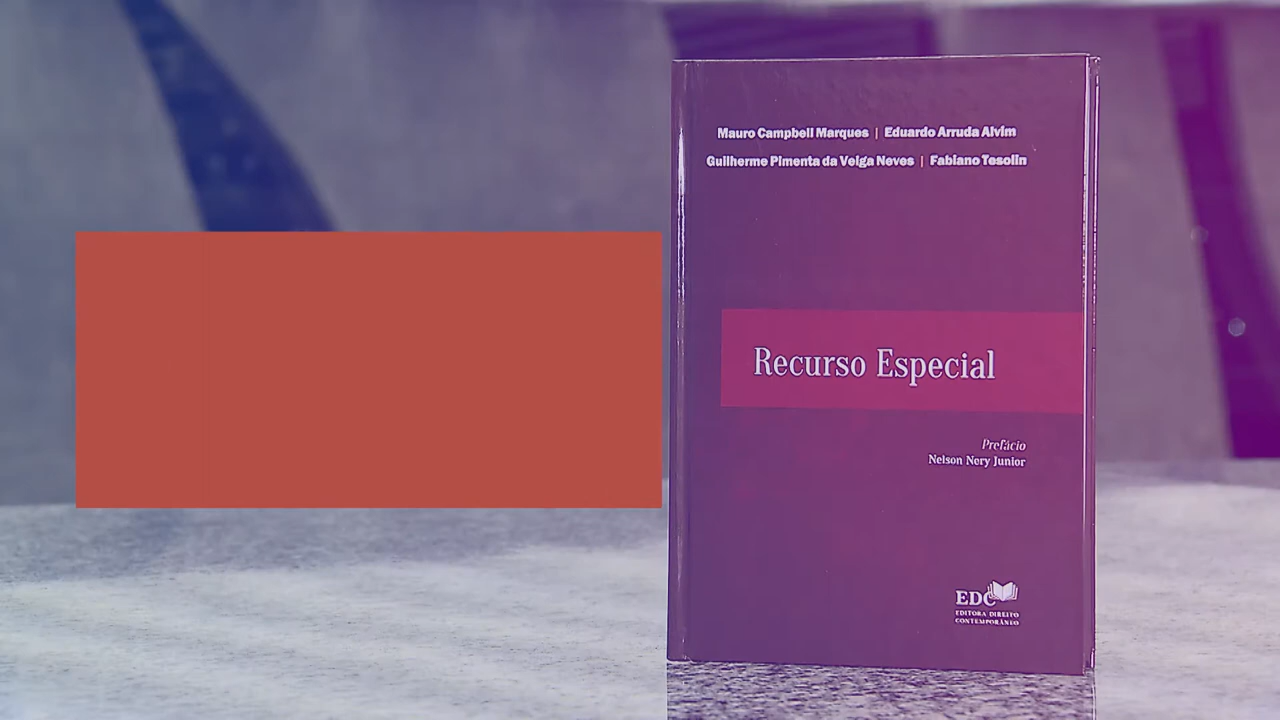 Mauro Campbell Marques | Eduardo Arruda Alvim
Guilherme Pimenta da Veiga Neves | Fabiano Tesolin
Recurso Especial
Prefácio
Nelson Nery Junior
EDC
EDITORA DIREITO
CONTEMPORÂNEO